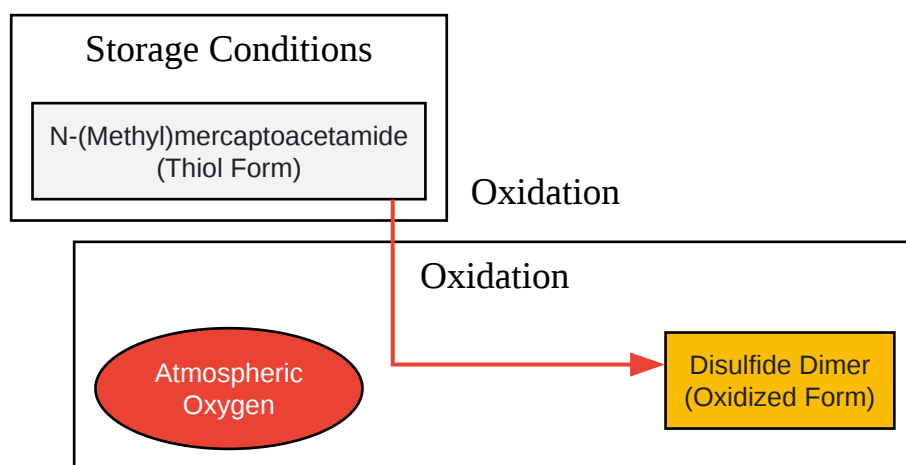 Storage Conditions
N-(Methyl)mercaptoacetamide
(Thiol Form)
Oxidation
Oxidation
Atmospheric
Oxygen
Disulfide Dimer
(Oxidized Form)